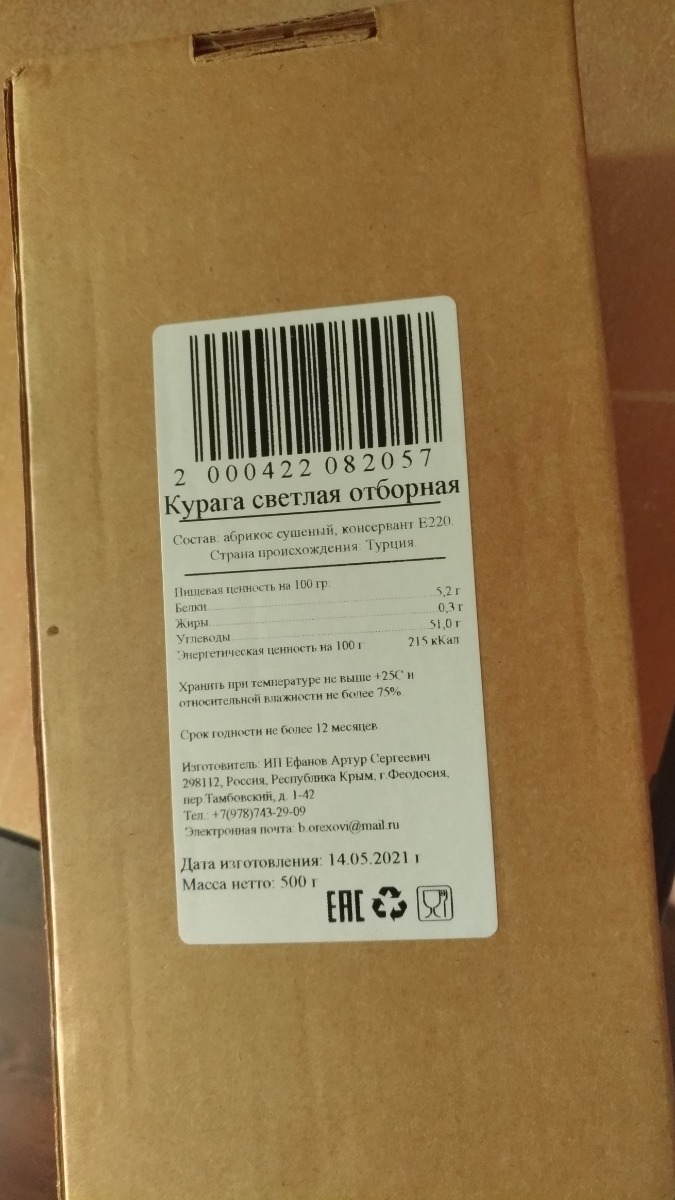 2 000422 082057
Курага светлая отборная
Состав: абрикос сушеный, консервант Е220.
Страна происхождения: Турция.
Пищевая ценность на 100 гр:
Белки 5,2 г
Жиры 0,3 г
Углеводы 51,0 г
Энергетическая ценность на 100 г 215 кКал
Хранить при температуре не выше +25С и
относительной влажности не более 75%.
Срок годности не более 12 месяцев.
Изготовитель: ИП Ефанов Артур Сергеевич
298112, Россия, Республика Крым, г.Феодосия,
пер.Тамбовский, д. 1-42
Тел.: +7(978)743-29-09
Электронная почта: b.orexovi@mail.ru
Дата изготовления: 14.05.2021 г
Масса нетто: 500 г
ЕАС